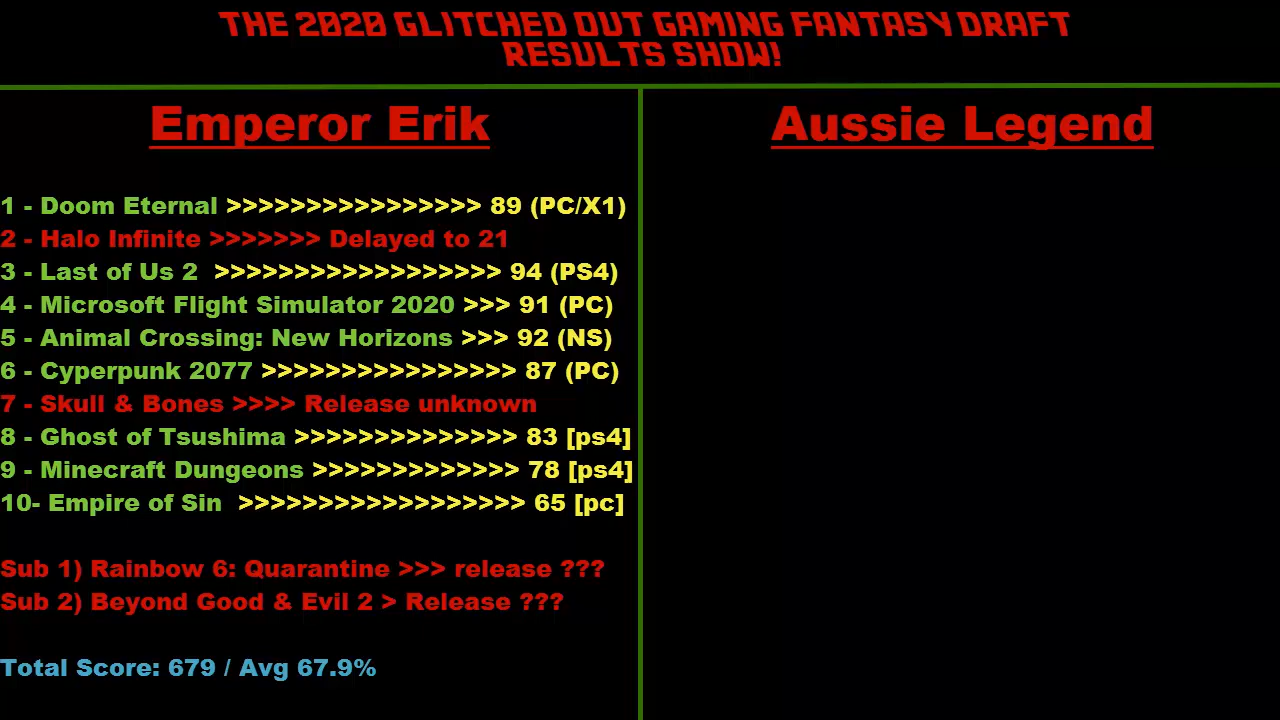 THE 2020 GLITCHED OUT GAMING FANTASY DRAFT
RESULTS SHOW!
Emperor Erik
1 - Doom Eternal >>>>>>>>>>>>>>>> 89 (PC/X1)
2 - Halo Infinite >>>>>>> Delayed to 21
3 - Last of Us 2 >>>>>>>>>>>>>>>>>> 94 (PS4)
4 - Microsoft Flight Simulator 2020 >>> 91 (PC)
5 - Animal Crossing: New Horizons >>> 92 (NS)
6 - Cyperpunk 2077 >>>>>>>>>>>>>>>> 87 (PC)
7 - Skull & Bones >>>> Release unknown
8 - Ghost of Tsushima >>>>>>>>>>>>>> 83 [ps4]
9 - Minecraft Dungeons >>>>>>>>>>>>> 78 [ps4]
10- Empire of Sin >>>>>>>>>>>>>>>>>> 65 [pc]
Sub 1) Rainbow 6: Quarantine >>> release ???
Sub 2) Beyond Good & Evil 2 > Release ???
Total Score: 679 / Avg 67.9%
Aussie Legend